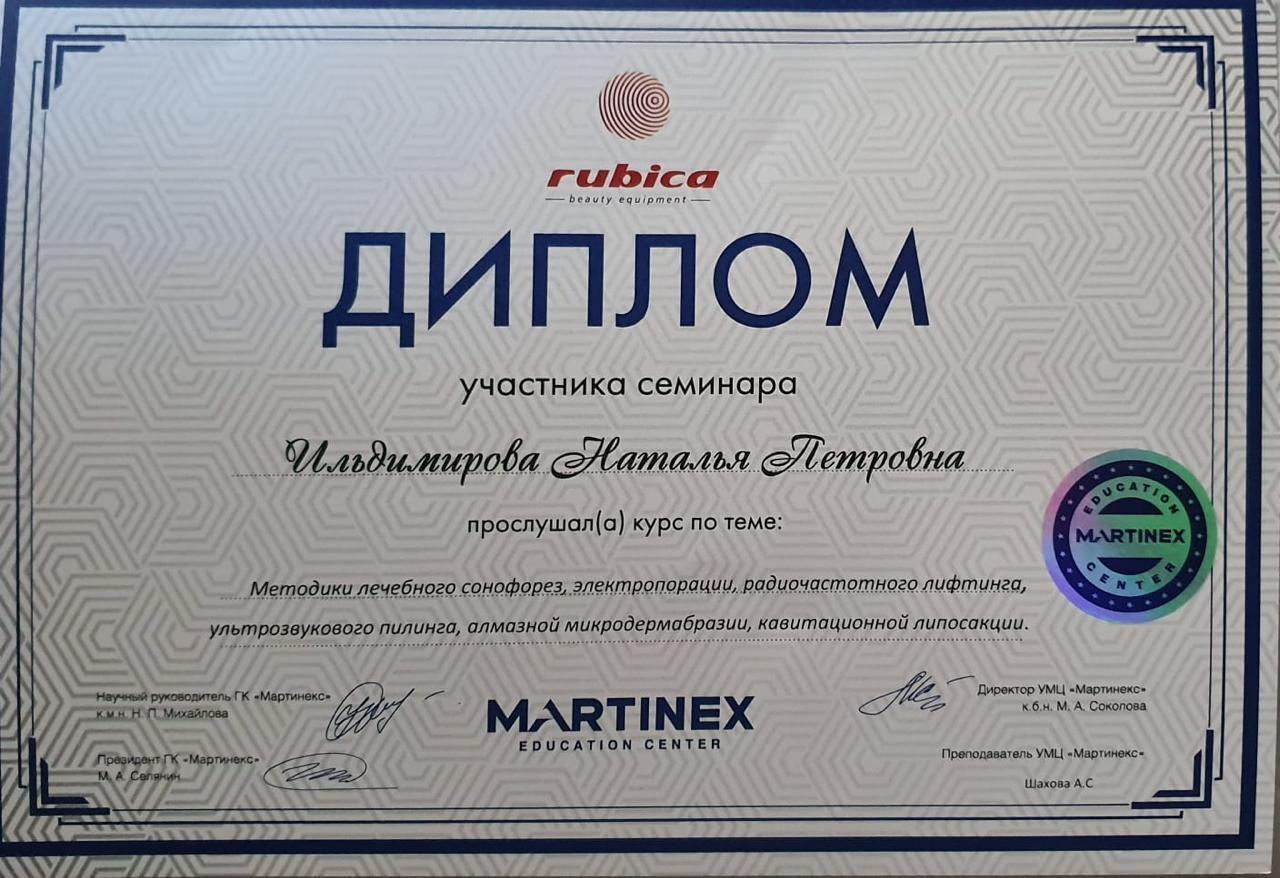 rubica
beauty equipment
ДИПЛОМ
участника семинара
Ильдимирова Наталья Петровна
прослушал(а) курс по теме:
Методики лечебного сонофорез, электропорации, радиочастотного лифтинга,
ультрозвукового пилинга, алмазной микродермабразии, кавитационной липосакции.
EDUCATION
MARTINEX
CENTER
Научный руководитель ГК «Мартинекс»
к.м.н. Н. П. Михайлова
Президент ГК «Мартинекс»
М. А. Селянин
MARTINEX
EDUCATION CENTER
Директор УМЦ «Мартинекс»
к.б.н. М. А. Соколова
Преподаватель УМЦ «Мартинекс»
Шахова А.С